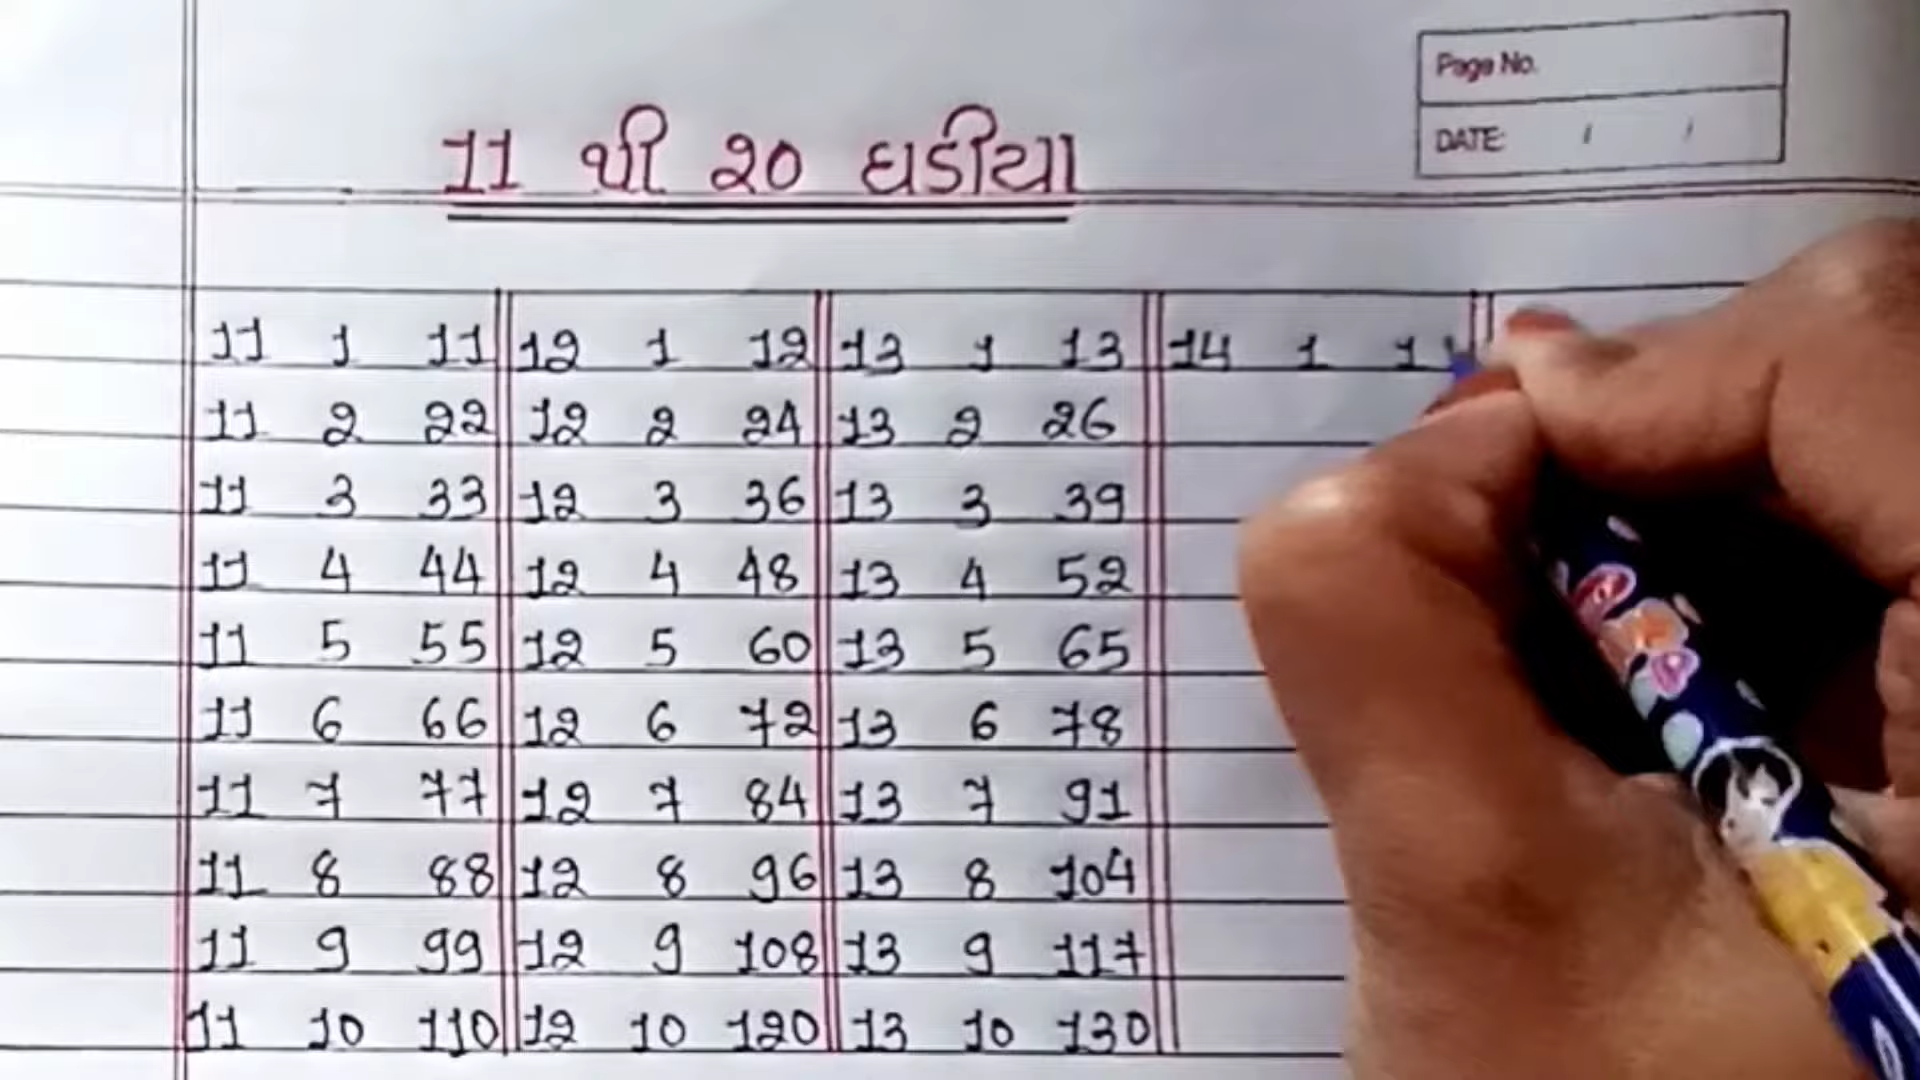 Page No.
DATE: / /
11 થી 20 ઘડીયા
11 1 11 12 1 12 13 1 13 14 1 1
11 2 22 12 2 24 13 2 26
11 3 33 12 3 36 13 3 39
11 4 44 12 4 48 13 4 52
11 5 55 12 5 60 13 5 65
11 6 66 12 6 72 13 6 78
11 7 77 12 7 84 13 7 91
11 8 88 12 8 96 13 8 104
11 9 99 12 9 108 13 9 117
11 10 110 12 10 120 13 10 130